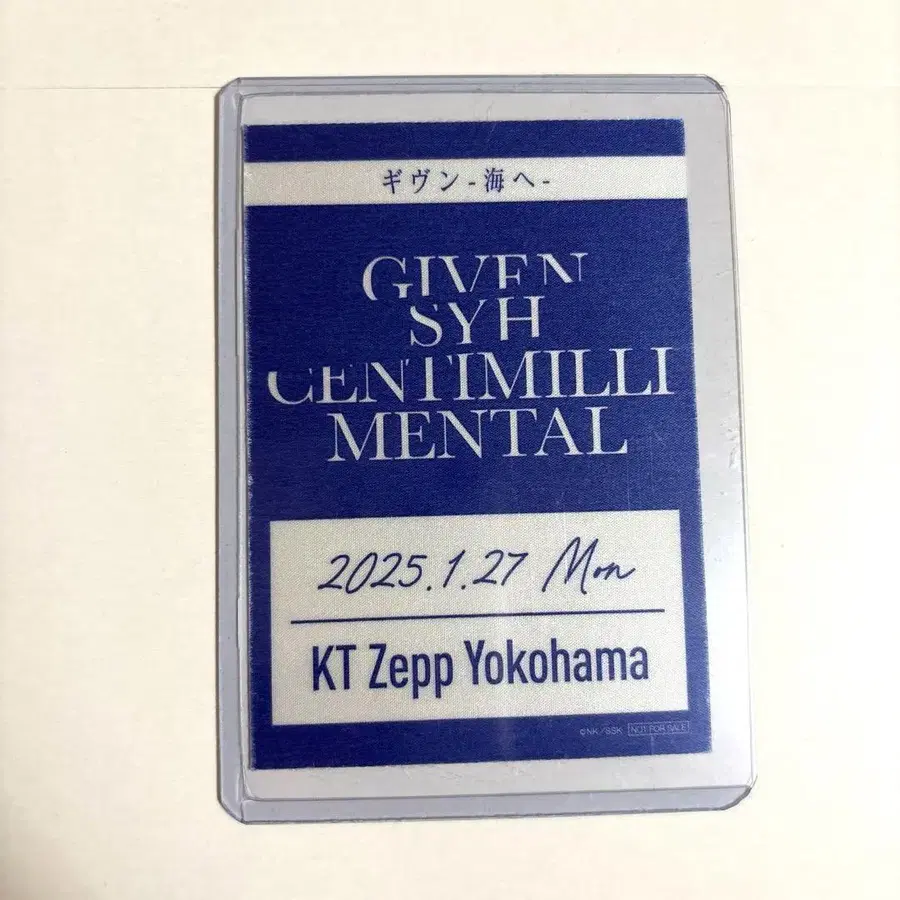 ギヴン-海へ-
GIVEN
SYH
CENTIMILLI
MENTAL
2025.1.27 Mon
KT Zepp Yokohama
©NK/SSK NOT FOR SALE